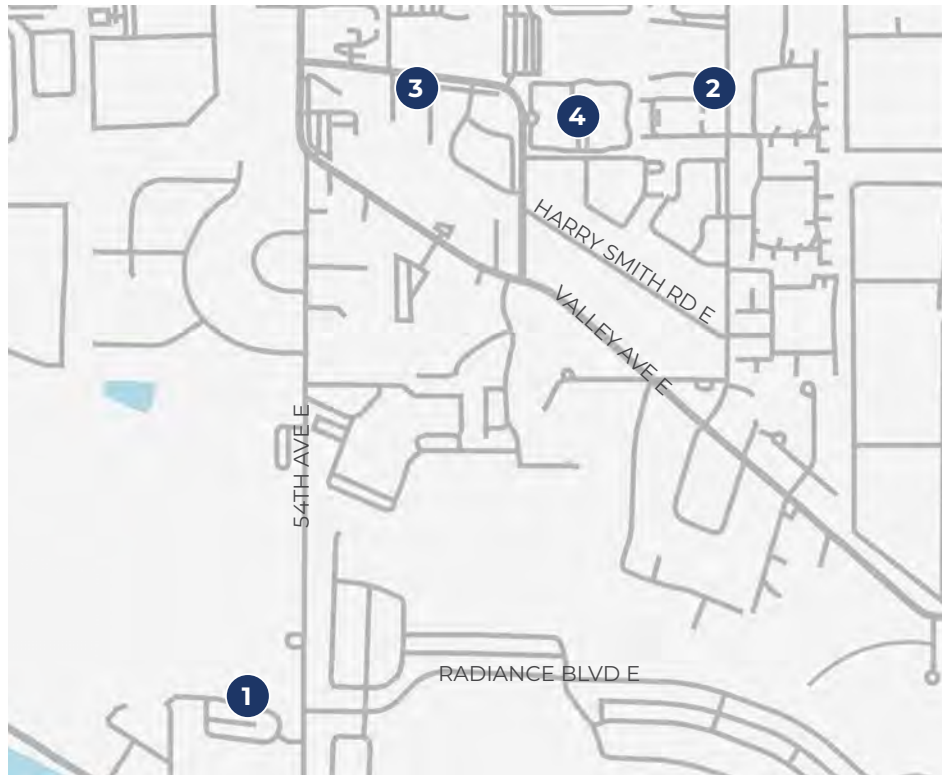 3
2
4
HARRY SMITH RD E
VALLEY AVE E
54TH AVE E
RADIANCE BLVD E
1